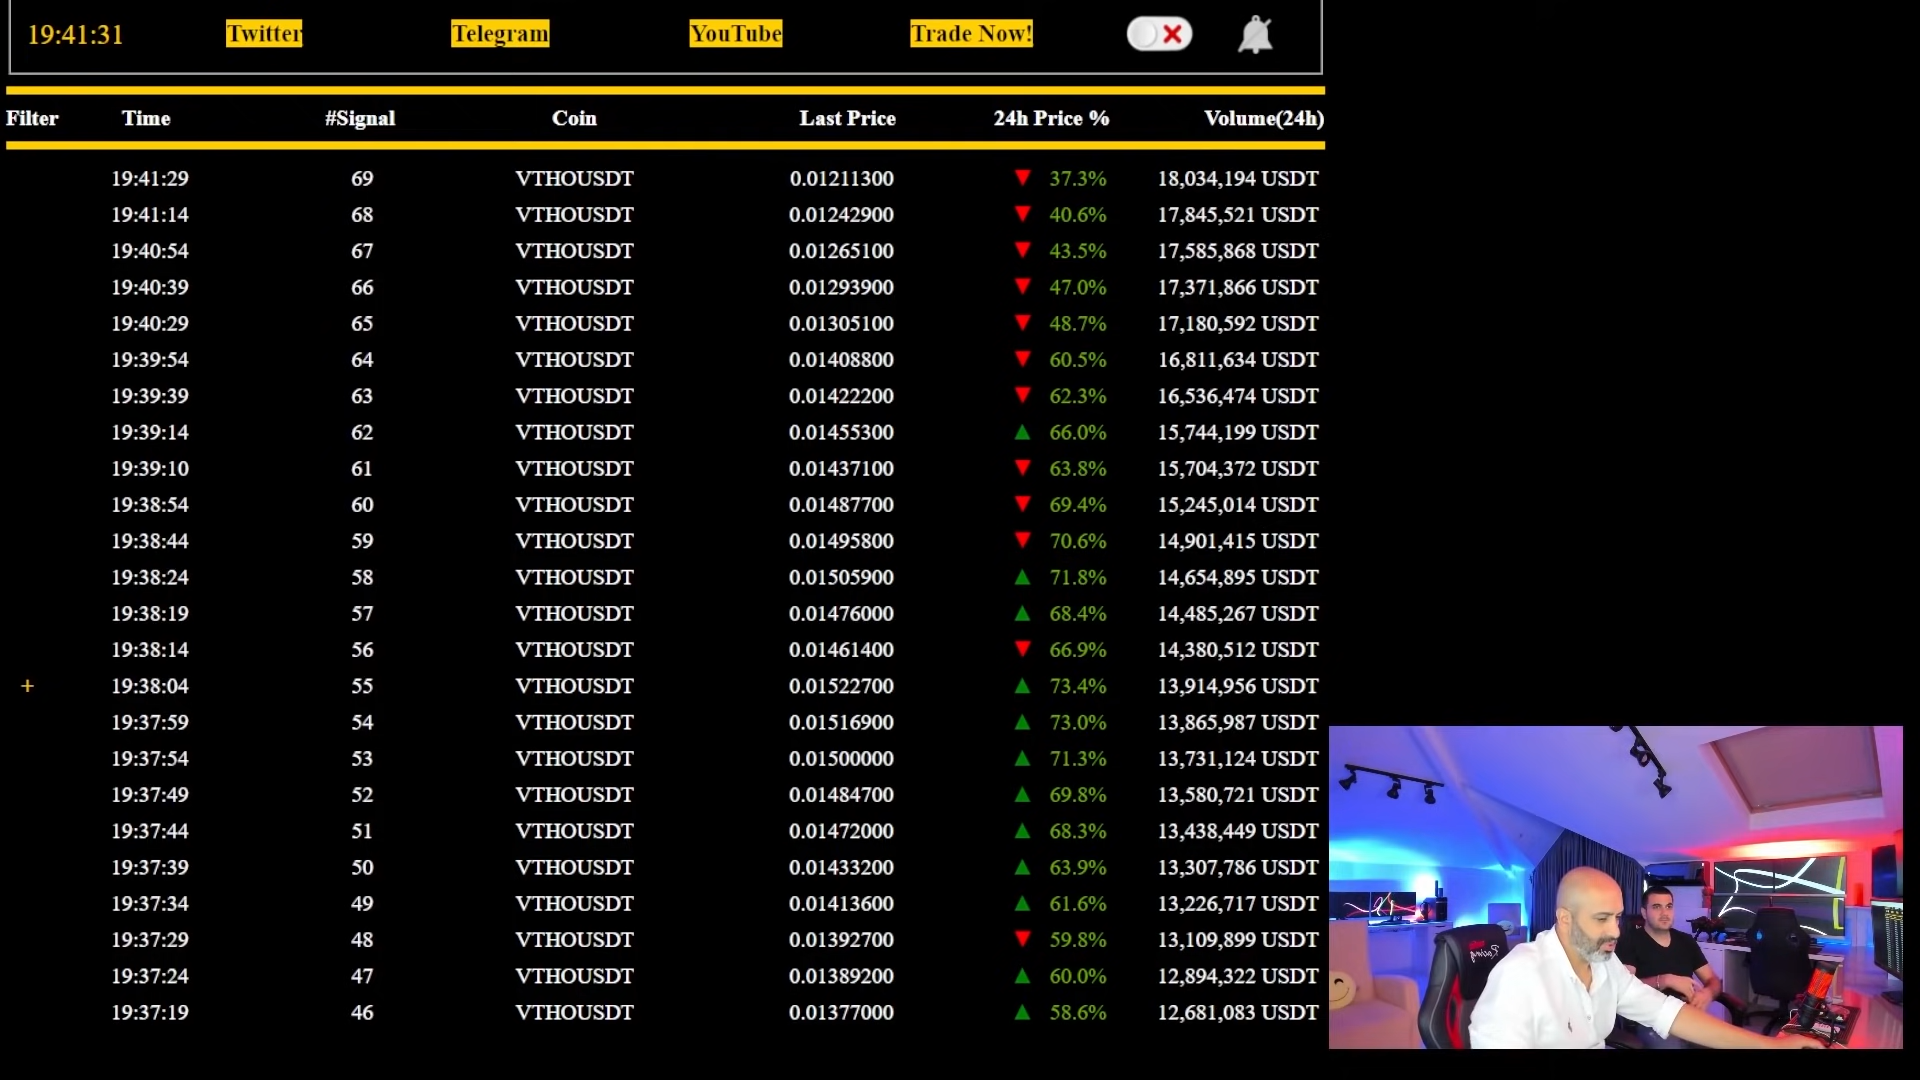 19:41:31 Twitter Telegram YouTube Trade Now!
Filter Time #Signal Coin Last Price 24h Price % Volume(24h)
19:41:29 69 VTHOUSDT 0.01211300 ▼ 37.3% 18,034,194 USDT
19:41:14 68 VTHOUSDT 0.01242900 ▼ 40.6% 17,845,521 USDT
19:40:54 67 VTHOUSDT 0.01265100 ▼ 43.5% 17,585,868 USDT
19:40:39 66 VTHOUSDT 0.01293900 ▼ 47.0% 17,371,866 USDT
19:40:29 65 VTHOUSDT 0.01305100 ▼ 48.7% 17,180,592 USDT
19:39:54 64 VTHOUSDT 0.01408800 ▼ 60.5% 16,811,634 USDT
19:39:39 63 VTHOUSDT 0.01422200 ▼ 62.3% 16,536,474 USDT
19:39:14 62 VTHOUSDT 0.01455300 ▲ 66.0% 15,744,199 USDT
19:39:10 61 VTHOUSDT 0.01437100 ▼ 63.8% 15,704,372 USDT
19:38:54 60 VTHOUSDT 0.01487700 ▼ 69.4% 15,245,014 USDT
19:38:44 59 VTHOUSDT 0.01495800 ▼ 70.6% 14,901,415 USDT
19:38:24 58 VTHOUSDT 0.01505900 ▲ 71.8% 14,654,895 USDT
19:38:19 57 VTHOUSDT 0.01476000 ▲ 68.4% 14,485,267 USDT
19:38:14 56 VTHOUSDT 0.01461400 ▼ 66.9% 14,380,512 USDT
+ 19:38:04 55 VTHOUSDT 0.01522700 ▲ 73.4% 13,914,956 USDT
19:37:59 54 VTHOUSDT 0.01516900 ▲ 73.0% 13,865,987 USDT
19:37:54 53 VTHOUSDT 0.01500000 ▲ 71.3% 13,731,124 USDT
19:37:49 52 VTHOUSDT 0.01484700 ▲ 69.8% 13,580,721 USDT
19:37:44 51 VTHOUSDT 0.01472000 ▲ 68.3% 13,438,449 USDT
19:37:39 50 VTHOUSDT 0.01433200 ▲ 63.9% 13,307,786 USDT
19:37:34 49 VTHOUSDT 0.01413600 ▲ 61.6% 13,226,717 USDT
19:37:29 48 VTHOUSDT 0.01392700 ▼ 59.8% 13,109,899 USDT
19:37:24 47 VTHOUSDT 0.01389200 ▲ 60.0% 12,894,322 USDT
19:37:19 46 VTHOUSDT 0.01377000 ▲ 58.6% 12,681,083 USDT